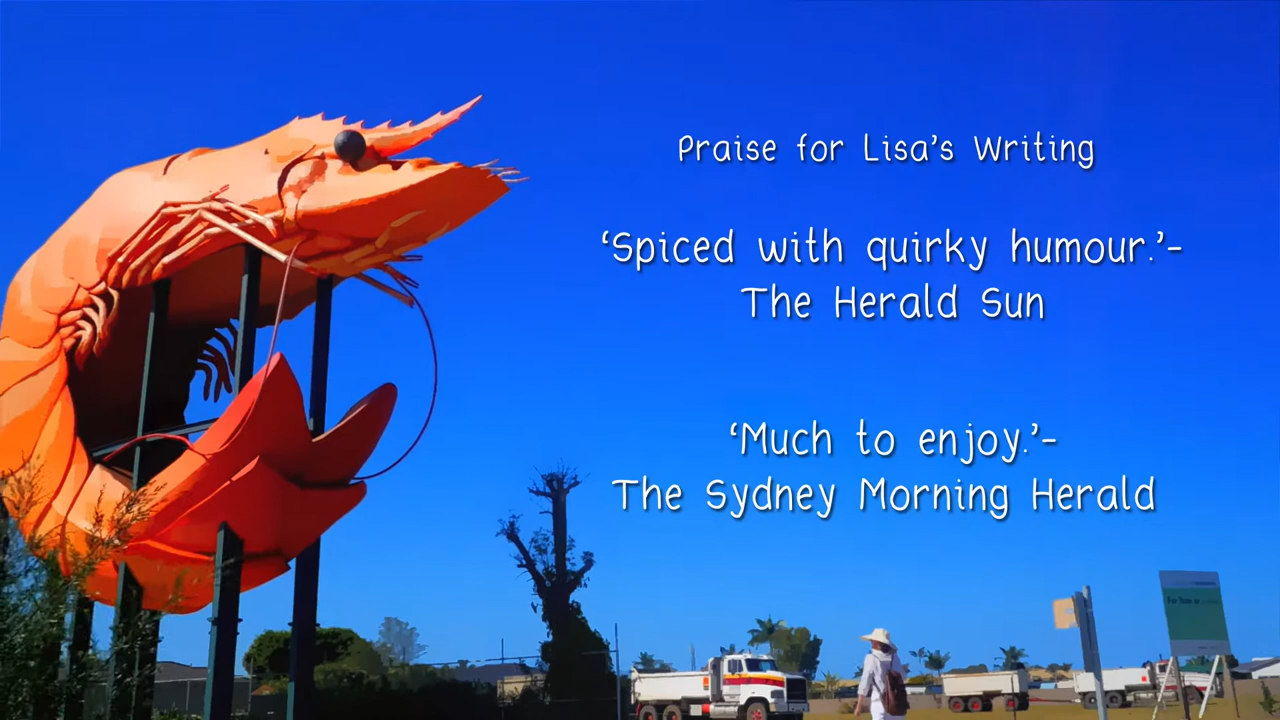 Praise for Lisa's Writing
'Spiced with quirky humour.'-
The Herald Sun
'Much to enjoy.'-
The Sydney Morning Herald